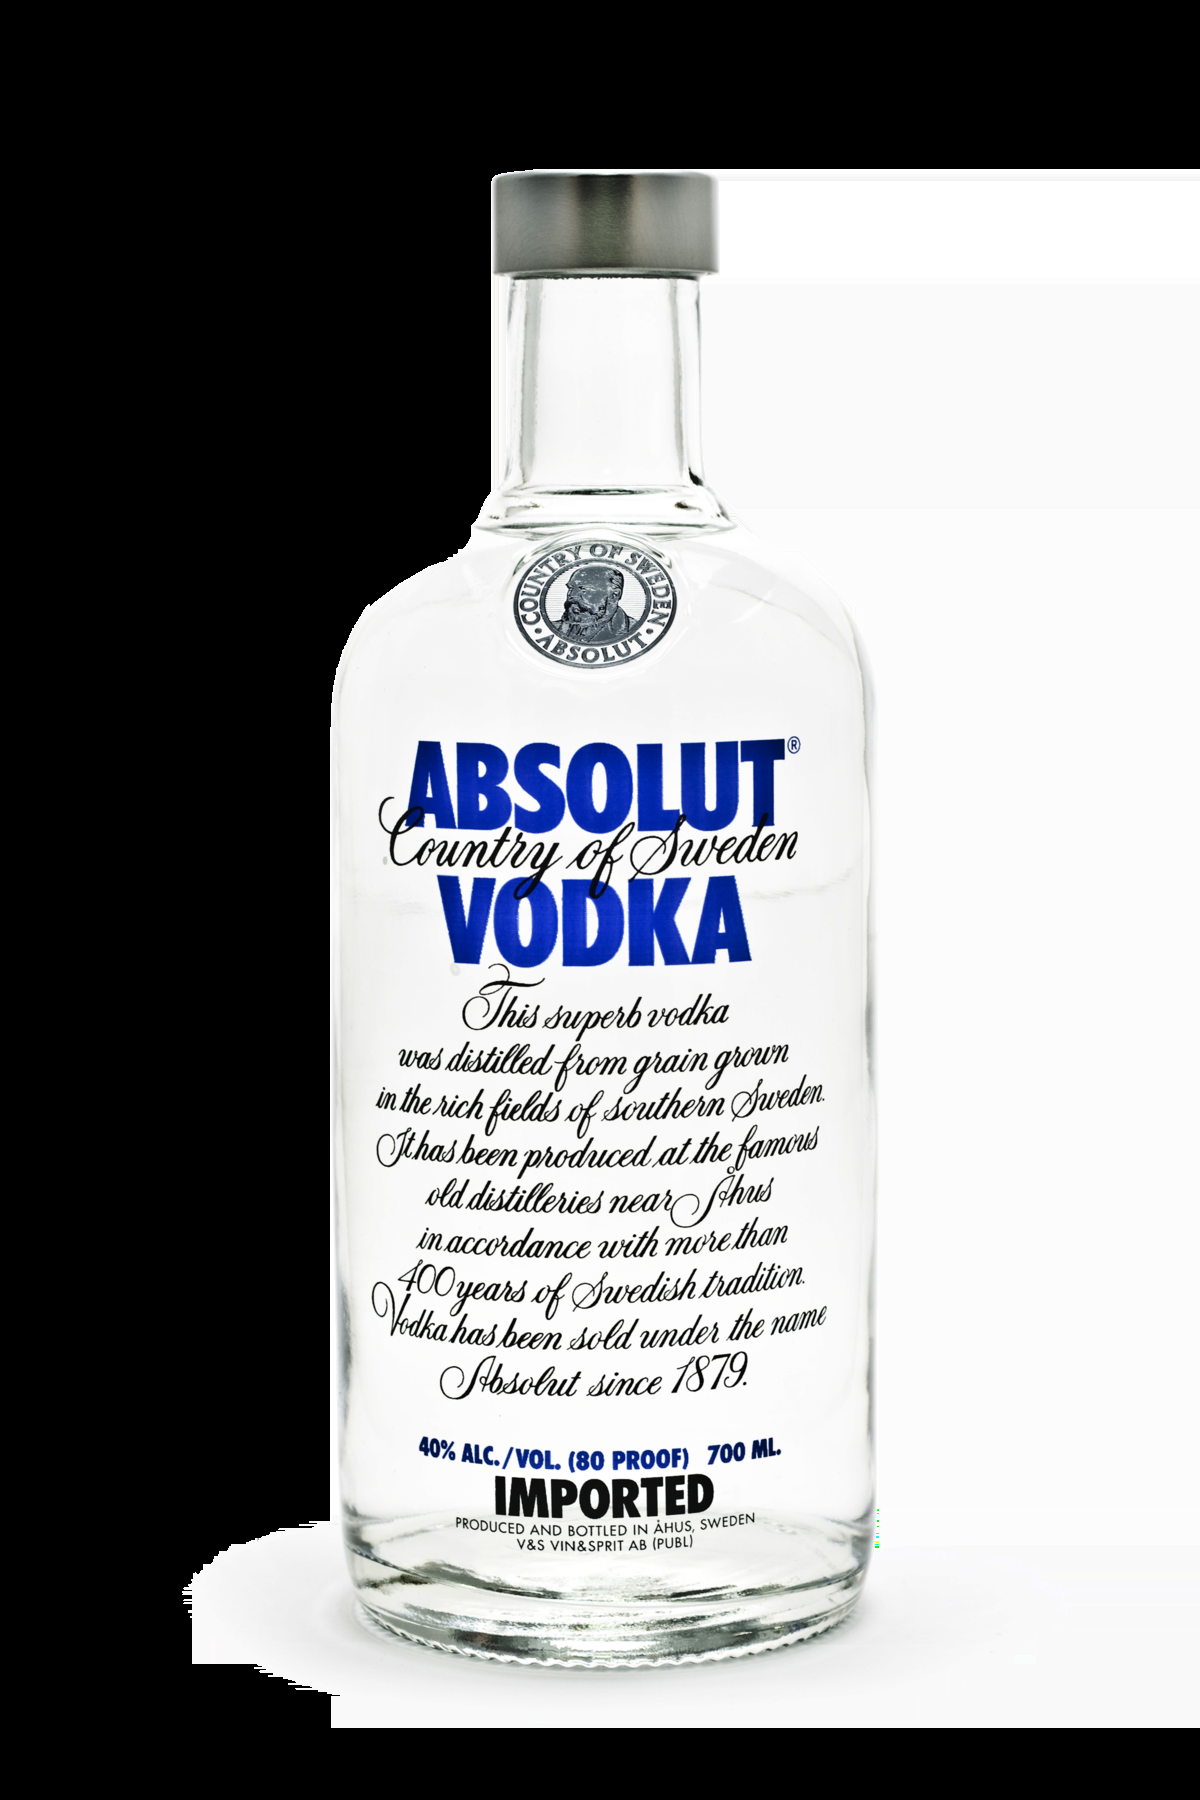 COUNTRY OF SWEDEN
· ABSOLUT ·
ABSOLUT®
Country of Sweden
VODKA
This superb vodka
was distilled from grain grown
in the rich fields of southern Sweden.
It has been produced at the famous
old distilleries near Åhus
in accordance with more than
400 years of Swedish tradition.
Vodka has been sold under the name
Absolut since 1879.
40% ALC./VOL. (80 PROOF) 700 ML.
IMPORTED
PRODUCED AND BOTTLED IN ÅHUS, SWEDEN
V&S VIN&SPRIT AB (PUBL)